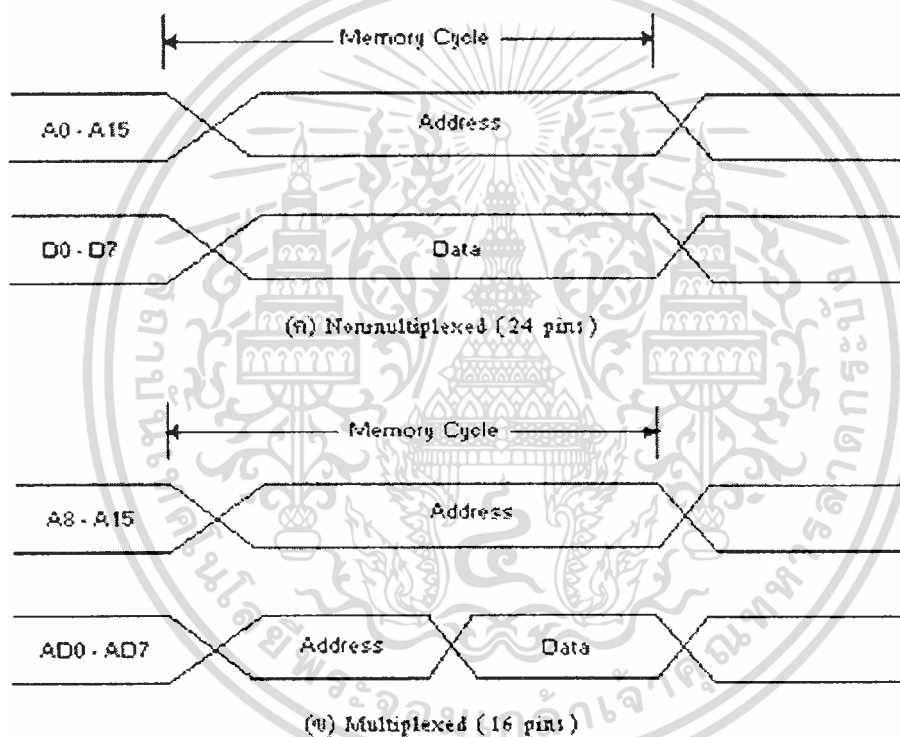 Memory Cycle
A0 - A15
Address
D0 - D7
Data
(ก) Nonmultiplexed (24 pins)
Memory Cycle
A8 - A15
Address
AD0 - AD7
Address
Data
(ข) Multiplexed (16 pins)